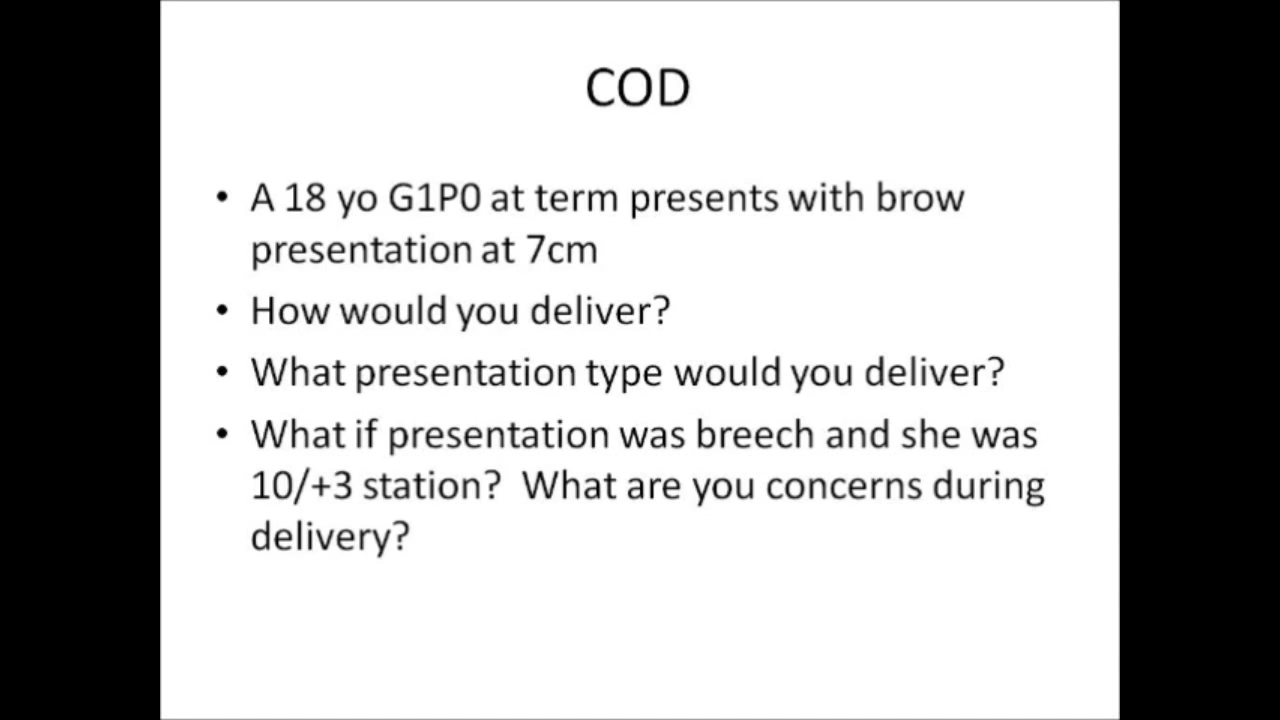 COD
• A 18 yo G1P0 at term presents with brow
presentation at 7cm
• How would you deliver?
• What presentation type would you deliver?
• What if presentation was breech and she was
10/+3 station?  What are you concerns during
delivery?